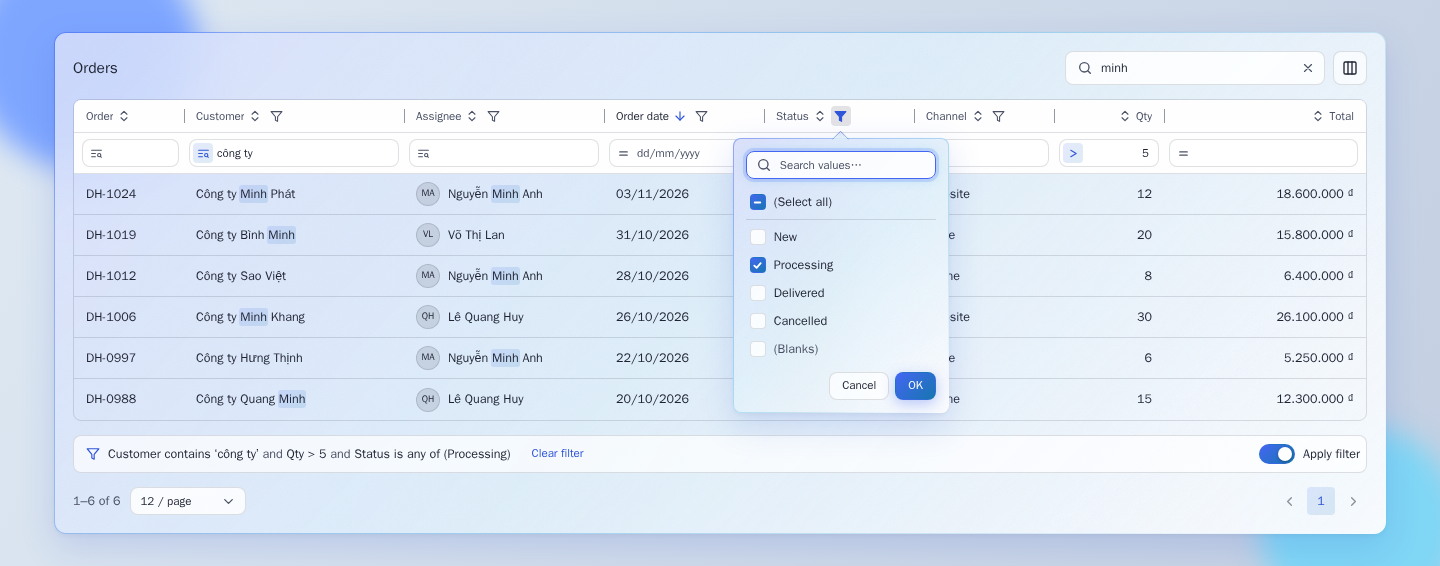 Orders
minh
Order
Customer
Assignee
Order date
Status
Channel
Qty
Total
công ty
= dd/mm/yyyy
> 5
=
DH-1024 Công ty Minh Phát MA Nguyễn Minh Anh 03/11/2026 12 18.600.000 ₫
DH-1019 Công ty Bình Minh VL Võ Thị Lan 31/10/2026 20 15.800.000 ₫
DH-1012 Công ty Sao Việt MA Nguyễn Minh Anh 28/10/2026 8 6.400.000 ₫
DH-1006 Công ty Minh Khang QH Lê Quang Huy 26/10/2026 30 26.100.000 ₫
DH-0997 Công ty Hưng Thịnh MA Nguyễn Minh Anh 22/10/2026 6 5.250.000 ₫
DH-0988 Công ty Quang Minh QH Lê Quang Huy 20/10/2026 15 12.300.000 ₫
Search values···
(Select all)
New
Processing
Delivered
Cancelled
(Blanks)
Cancel
OK
Customer contains ‘công ty’ and Qty > 5 and Status is any of (Processing)
Clear filter
Apply filter
1–6 of 6
12 / page
1